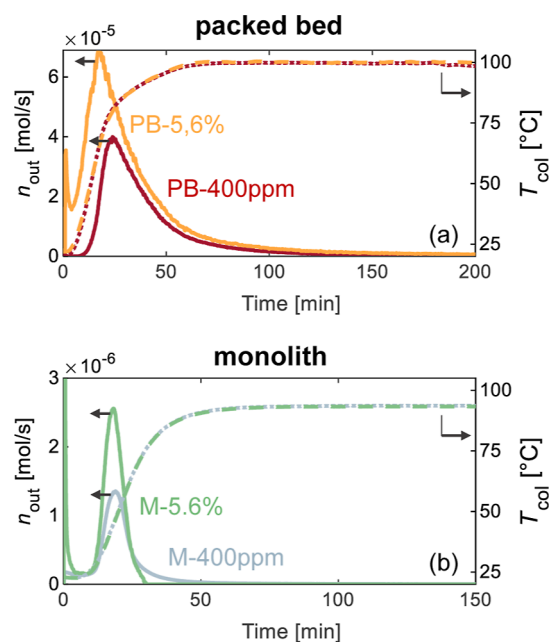 packed bed
× 10⁻⁵
6
4
2
0
n_out [mol/s]
100
75
50
25
T_col [°C]
PB-5,6%
PB-400ppm
(a)
0
50
100
150
200
Time [min]
monolith
× 10⁻⁶
3
2
1
0
n_out [mol/s]
100
75
50
25
T_col [°C]
M-5.6%
M-400ppm
(b)
0
50
100
150
Time [min]